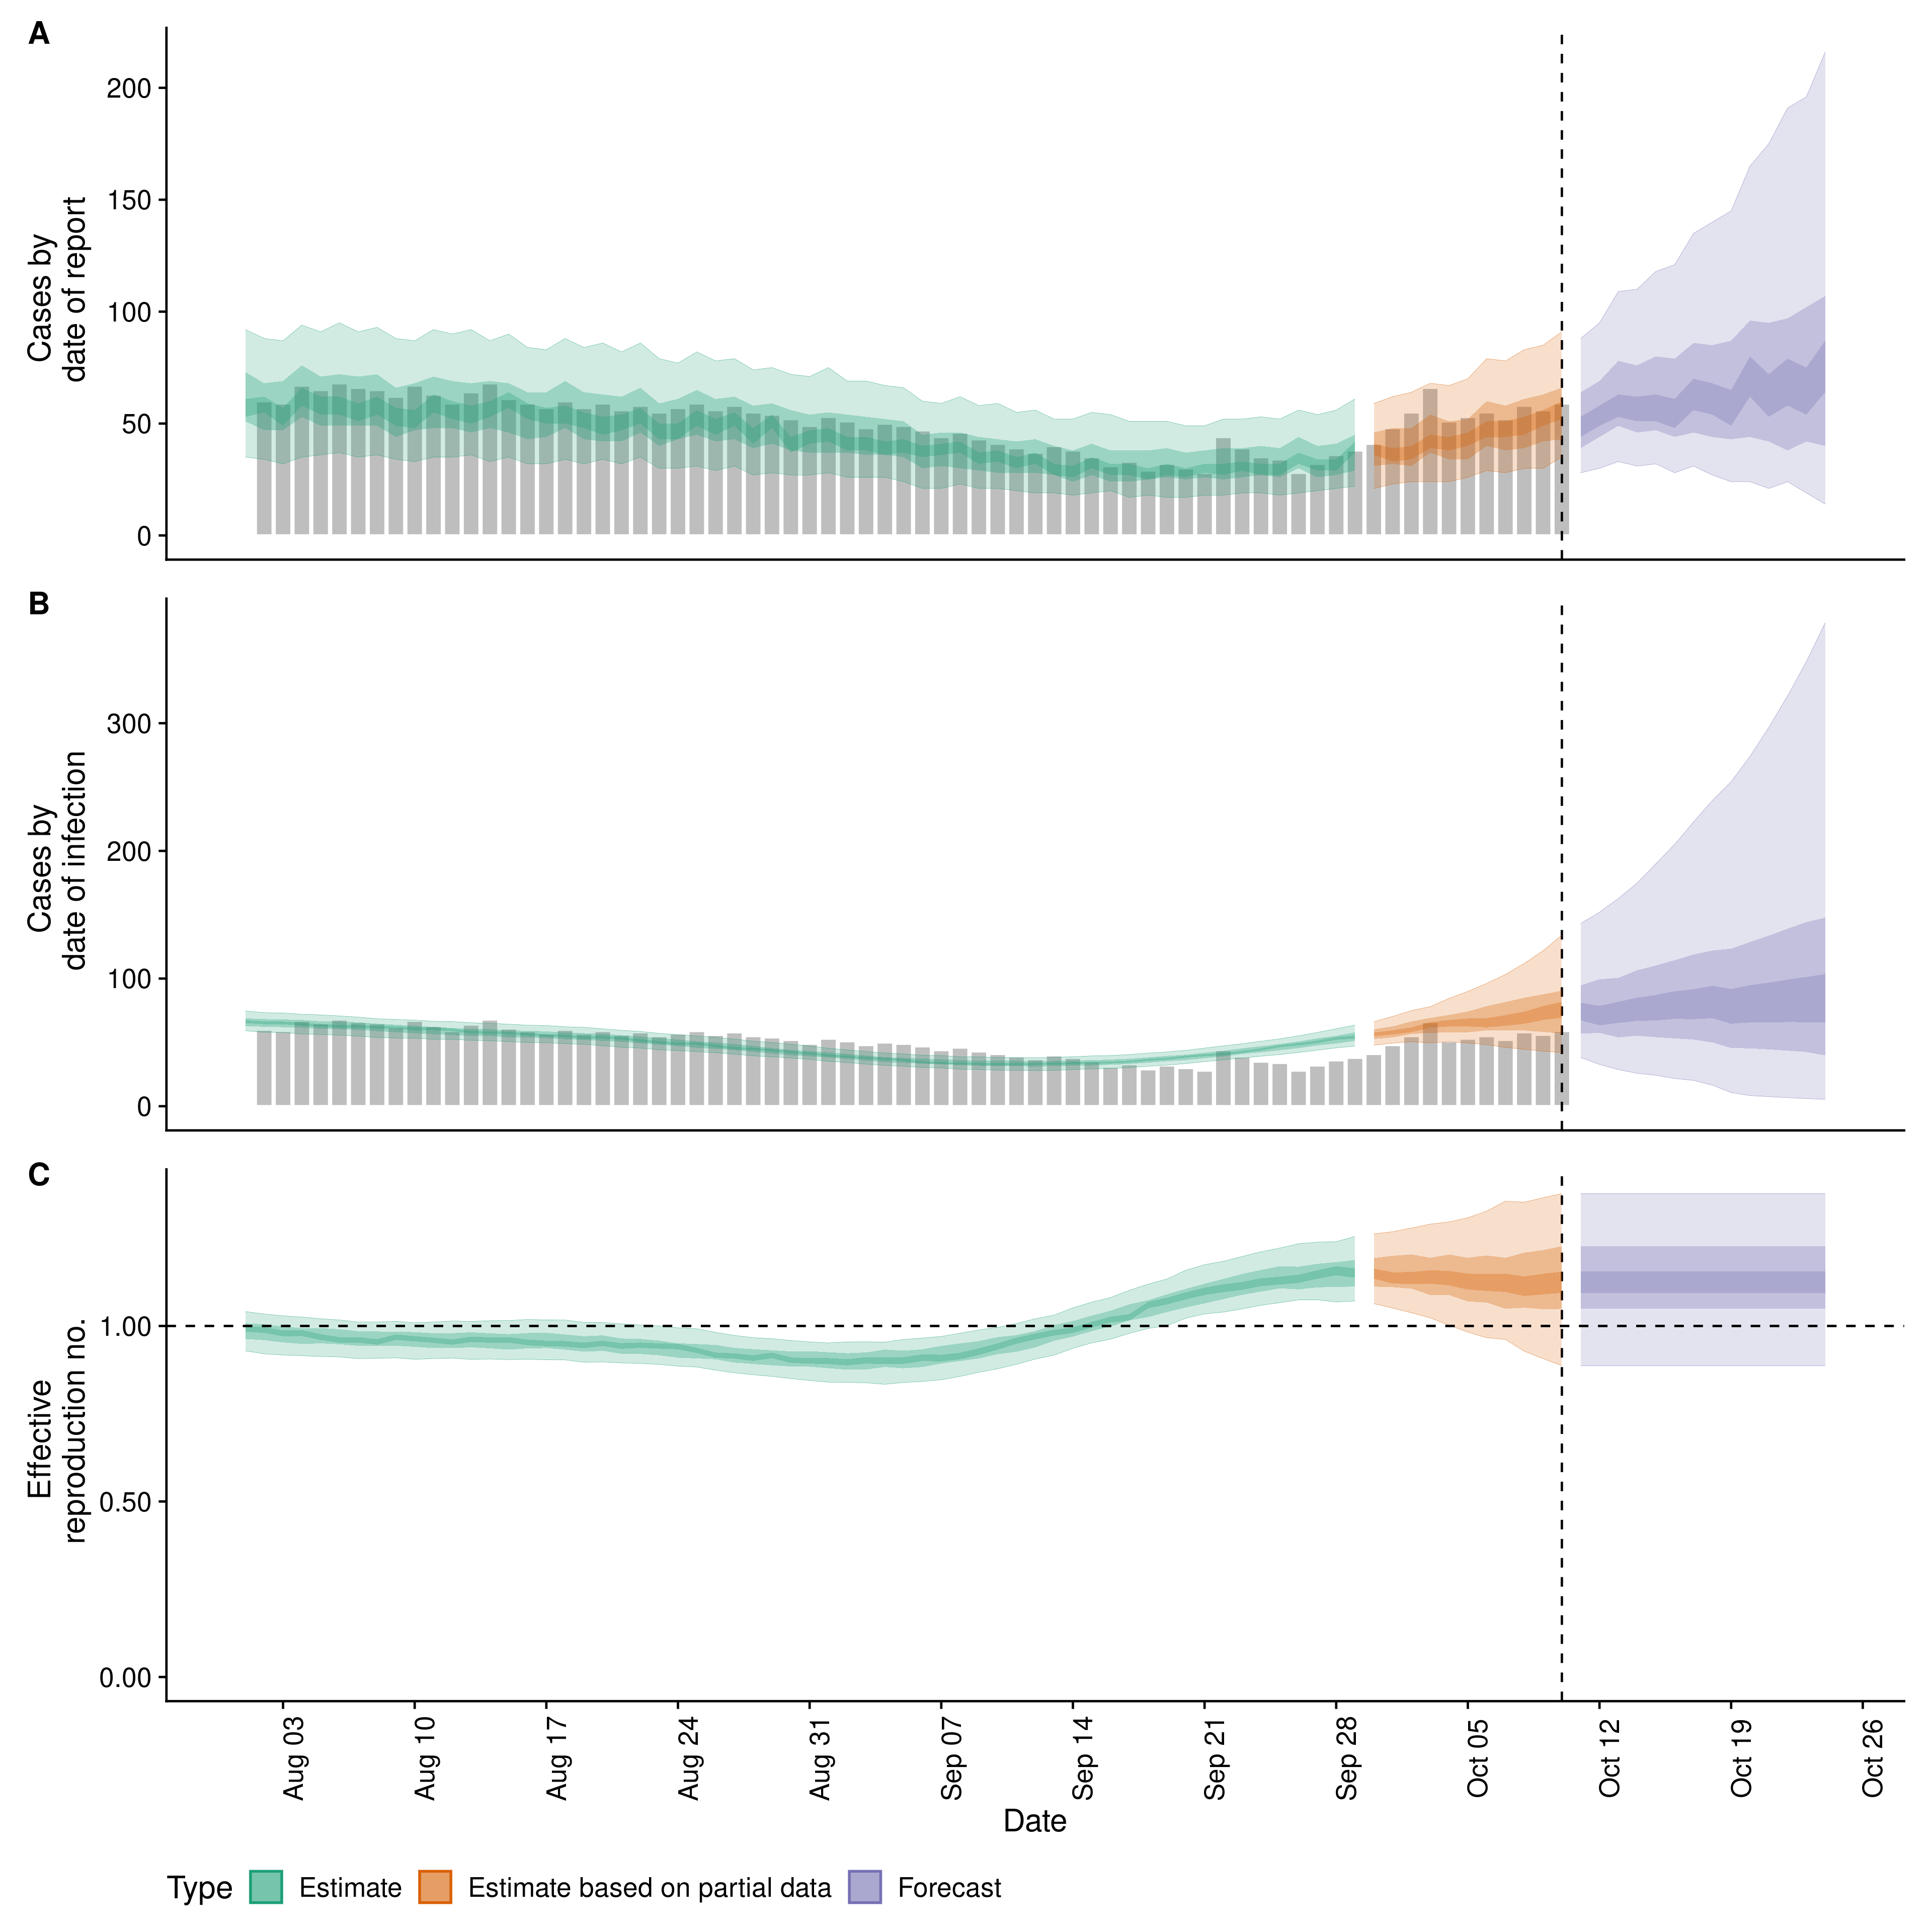 A
Cases by
date of report
200
150
100
50
0
B
Cases by
date of infection
300
200
100
0
C
Effective
reproduction no.
1.00
0.50
0.00
Aug 03
Aug 10
Aug 17
Aug 24
Aug 31
Sep 07
Sep 14
Sep 21
Sep 28
Oct 05
Oct 12
Oct 19
Oct 26
Date
Type Estimate Estimate based on partial data Forecast